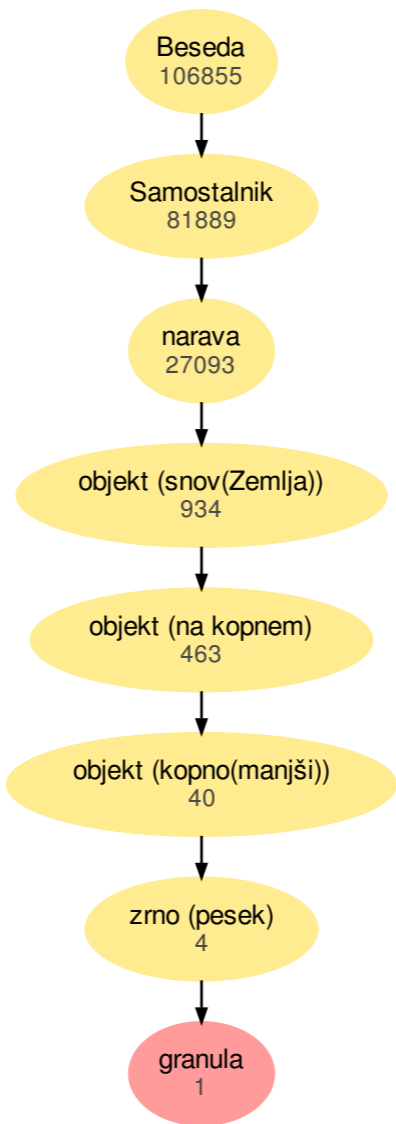 Beseda
106855
Samostalnik
81889
narava
27093
objekt (snov(Zemlja))
934
objekt (na kopnem)
463
objekt (kopno(manjši))
40
zrno (pesek)
4
granula
1